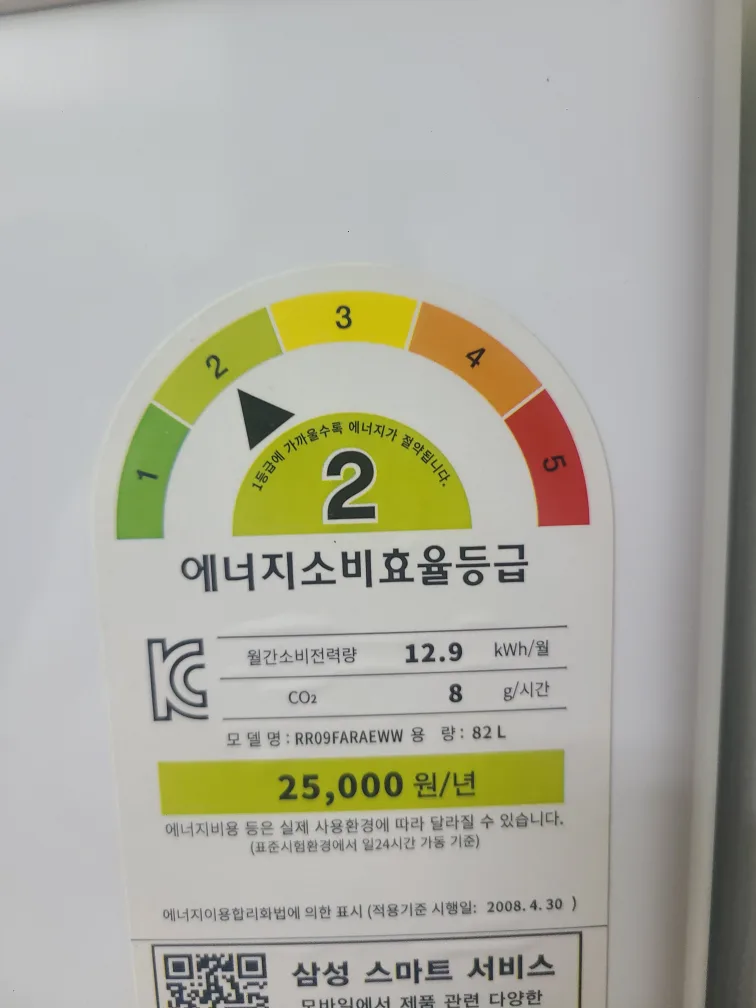 1 2 3 4 5
1등급에 가까울수록 에너지가 절약됩니다.
2
에너지소비효율등급
월간소비전력량 12.9 kWh/월
CO₂ 8 g/시간
모 델 명 : RR09FARAEWW 용 량 : 82 L
25,000 원/년
에너지비용 등은 실제 사용환경에 따라 달라질 수 있습니다.
(표준시험환경에서 일24시간 가동 기준)
에너지이용합리화법에 의한 표시 (적용기준 시행일: 2008. 4. 30 )
삼성 스마트 서비스
모바일에서 제품 관련 다양한